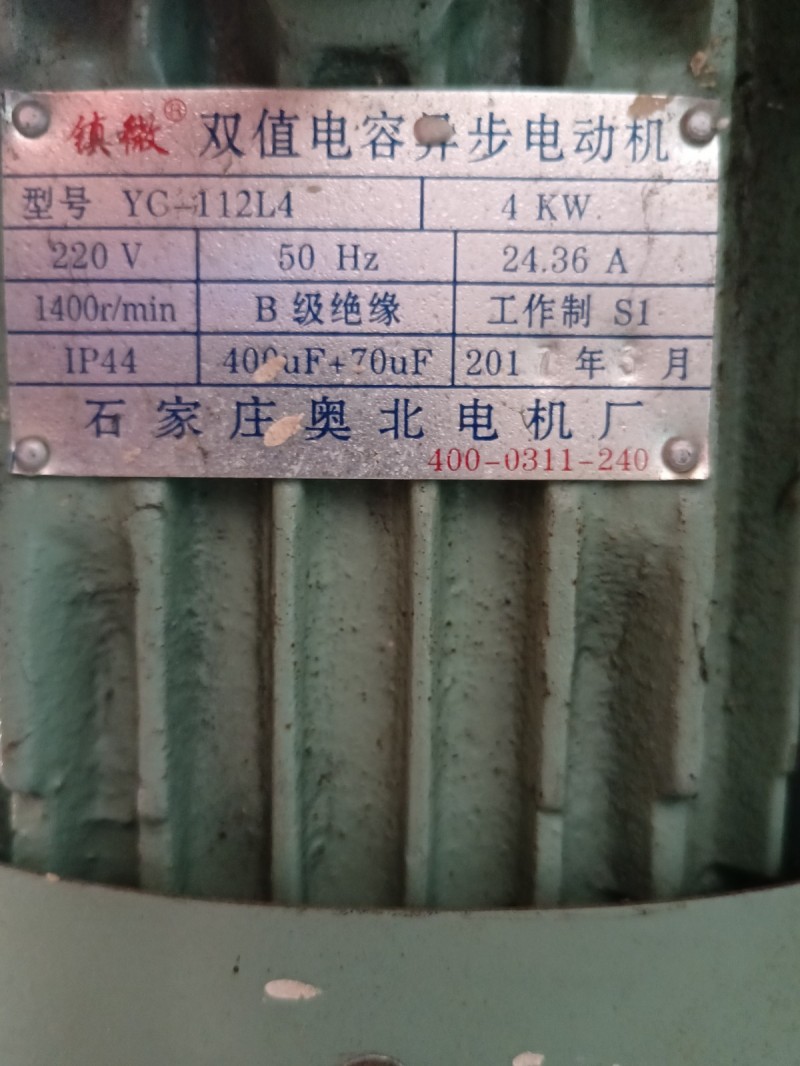 镇微® 双值电容异步电动机
型号 YC-112L4 4 KW
220 V 50 Hz 24.36 A
1400r/min B 级绝缘 工作制 S1
IP44 400uF+70uF 201 年 月
石家庄奥北电机厂
400-0311-240